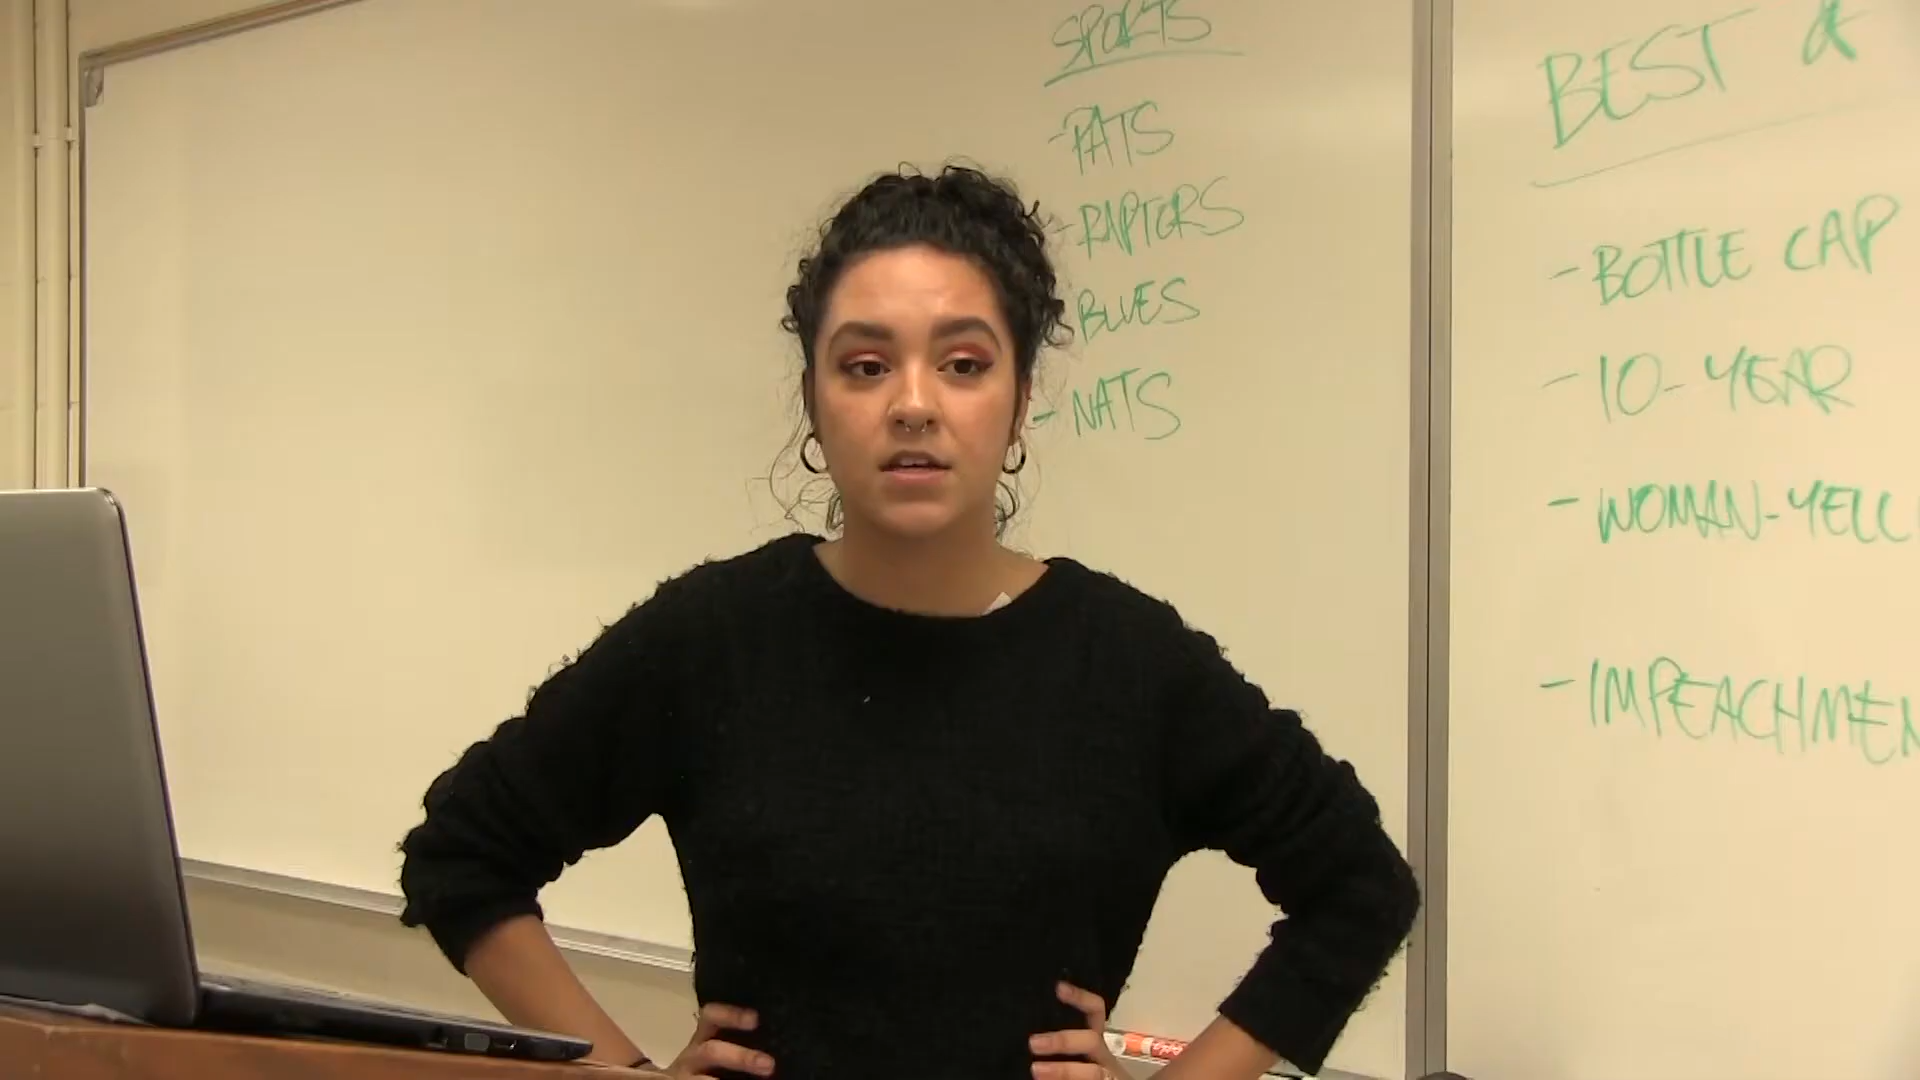 SPORTS
-PATS
-RAPTORS
BLUES
- NATS
BEST &
- BOTTLE CAP
- 10-YEAR
- WOMAN-YELL
- IMPEACHMEN